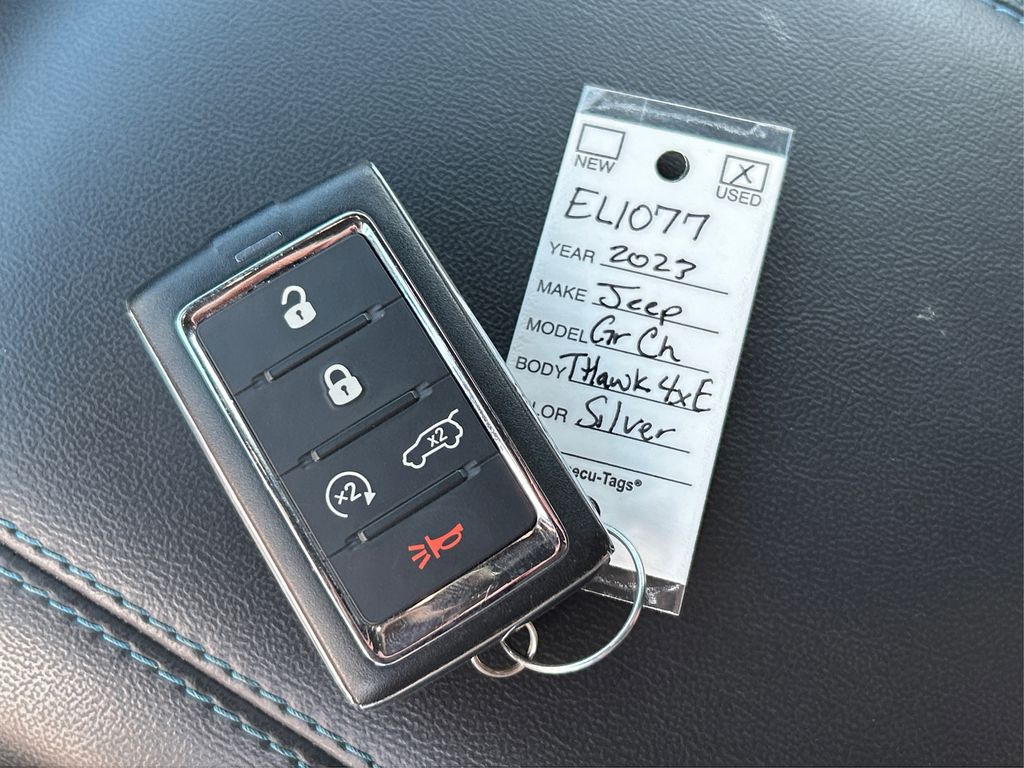 NEW
X
USED
EL1077
YEAR 2023
MAKE Jeep
MODEL Gr Ch
BODY THawk 4xE
LOR Silver
ecu-Tags®
x2
x2